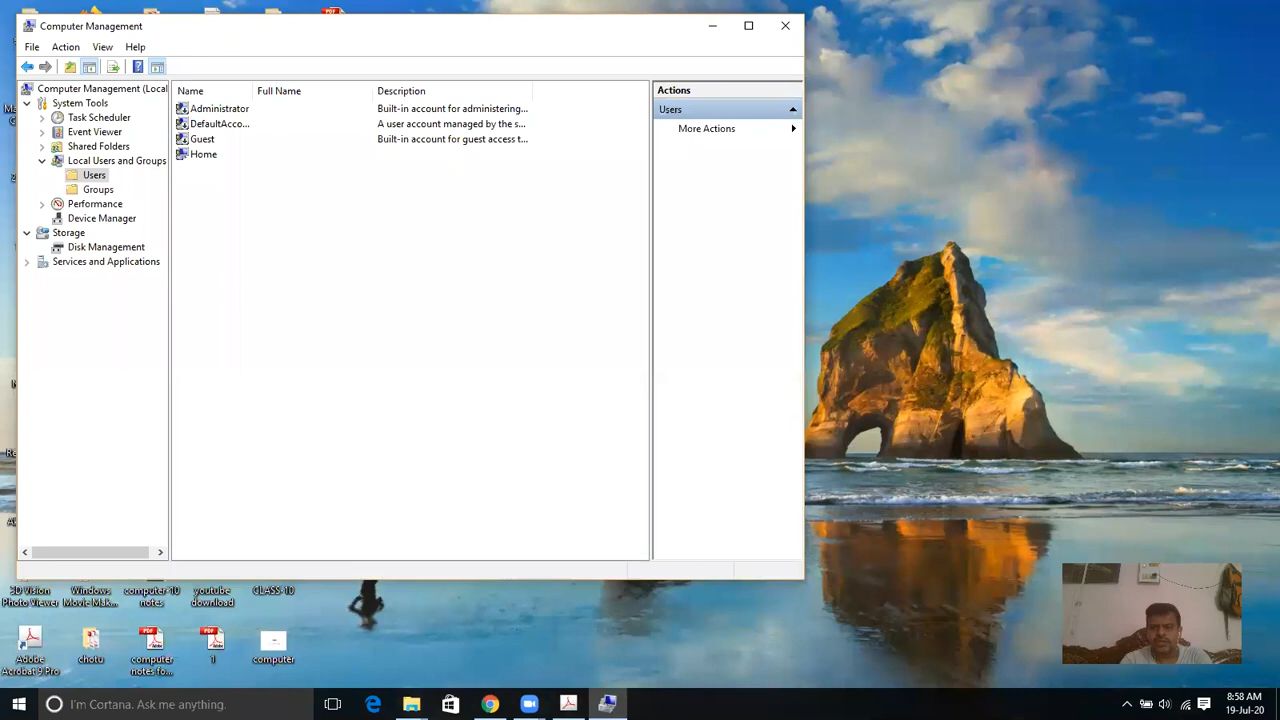 Computer Management
File Action View Help
Computer Management (Local
System Tools
Task Scheduler
Event Viewer
Shared Folders
Local Users and Groups
Users
Groups
Performance
Device Manager
Storage
Disk Management
Services and Applications
Name Full Name Description
Administrator Built-in account for administering...
DefaultAcco... A user account managed by the s...
Guest Built-in account for guest access t...
Home
Actions
Users
More Actions
3D Vision
Photo Viewer
Windows
Movie Mak...
computer-10
notes
youtube
download
CLASS-10
Adobe
Acrobat 9 Pro
chotu
computer
notes fo...
1
computer
I'm Cortana. Ask me anything.
8:58 AM
19-Jul-20